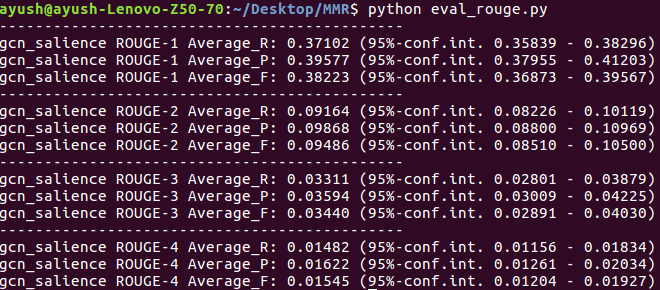 ayush@ayush-Lenovo-Z50-70:~/Desktop/MMR$ python eval_rouge.py
---------------------------------------------
gcn_salience ROUGE-1 Average_R: 0.37102 (95%-conf.int. 0.35839 - 0.38296)
gcn_salience ROUGE-1 Average_P: 0.39577 (95%-conf.int. 0.37955 - 0.41203)
gcn_salience ROUGE-1 Average_F: 0.38223 (95%-conf.int. 0.36873 - 0.39567)
---------------------------------------------
gcn_salience ROUGE-2 Average_R: 0.09164 (95%-conf.int. 0.08226 - 0.10119)
gcn_salience ROUGE-2 Average_P: 0.09868 (95%-conf.int. 0.08800 - 0.10969)
gcn_salience ROUGE-2 Average_F: 0.09486 (95%-conf.int. 0.08510 - 0.10500)
---------------------------------------------
gcn_salience ROUGE-3 Average_R: 0.03311 (95%-conf.int. 0.02801 - 0.03879)
gcn_salience ROUGE-3 Average_P: 0.03594 (95%-conf.int. 0.03009 - 0.04225)
gcn_salience ROUGE-3 Average_F: 0.03440 (95%-conf.int. 0.02891 - 0.04030)
---------------------------------------------
gcn_salience ROUGE-4 Average_R: 0.01482 (95%-conf.int. 0.01156 - 0.01834)
gcn_salience ROUGE-4 Average_P: 0.01622 (95%-conf.int. 0.01261 - 0.02034)
gcn_salience ROUGE-4 Average_F: 0.01545 (95%-conf.int. 0.01204 - 0.01927)